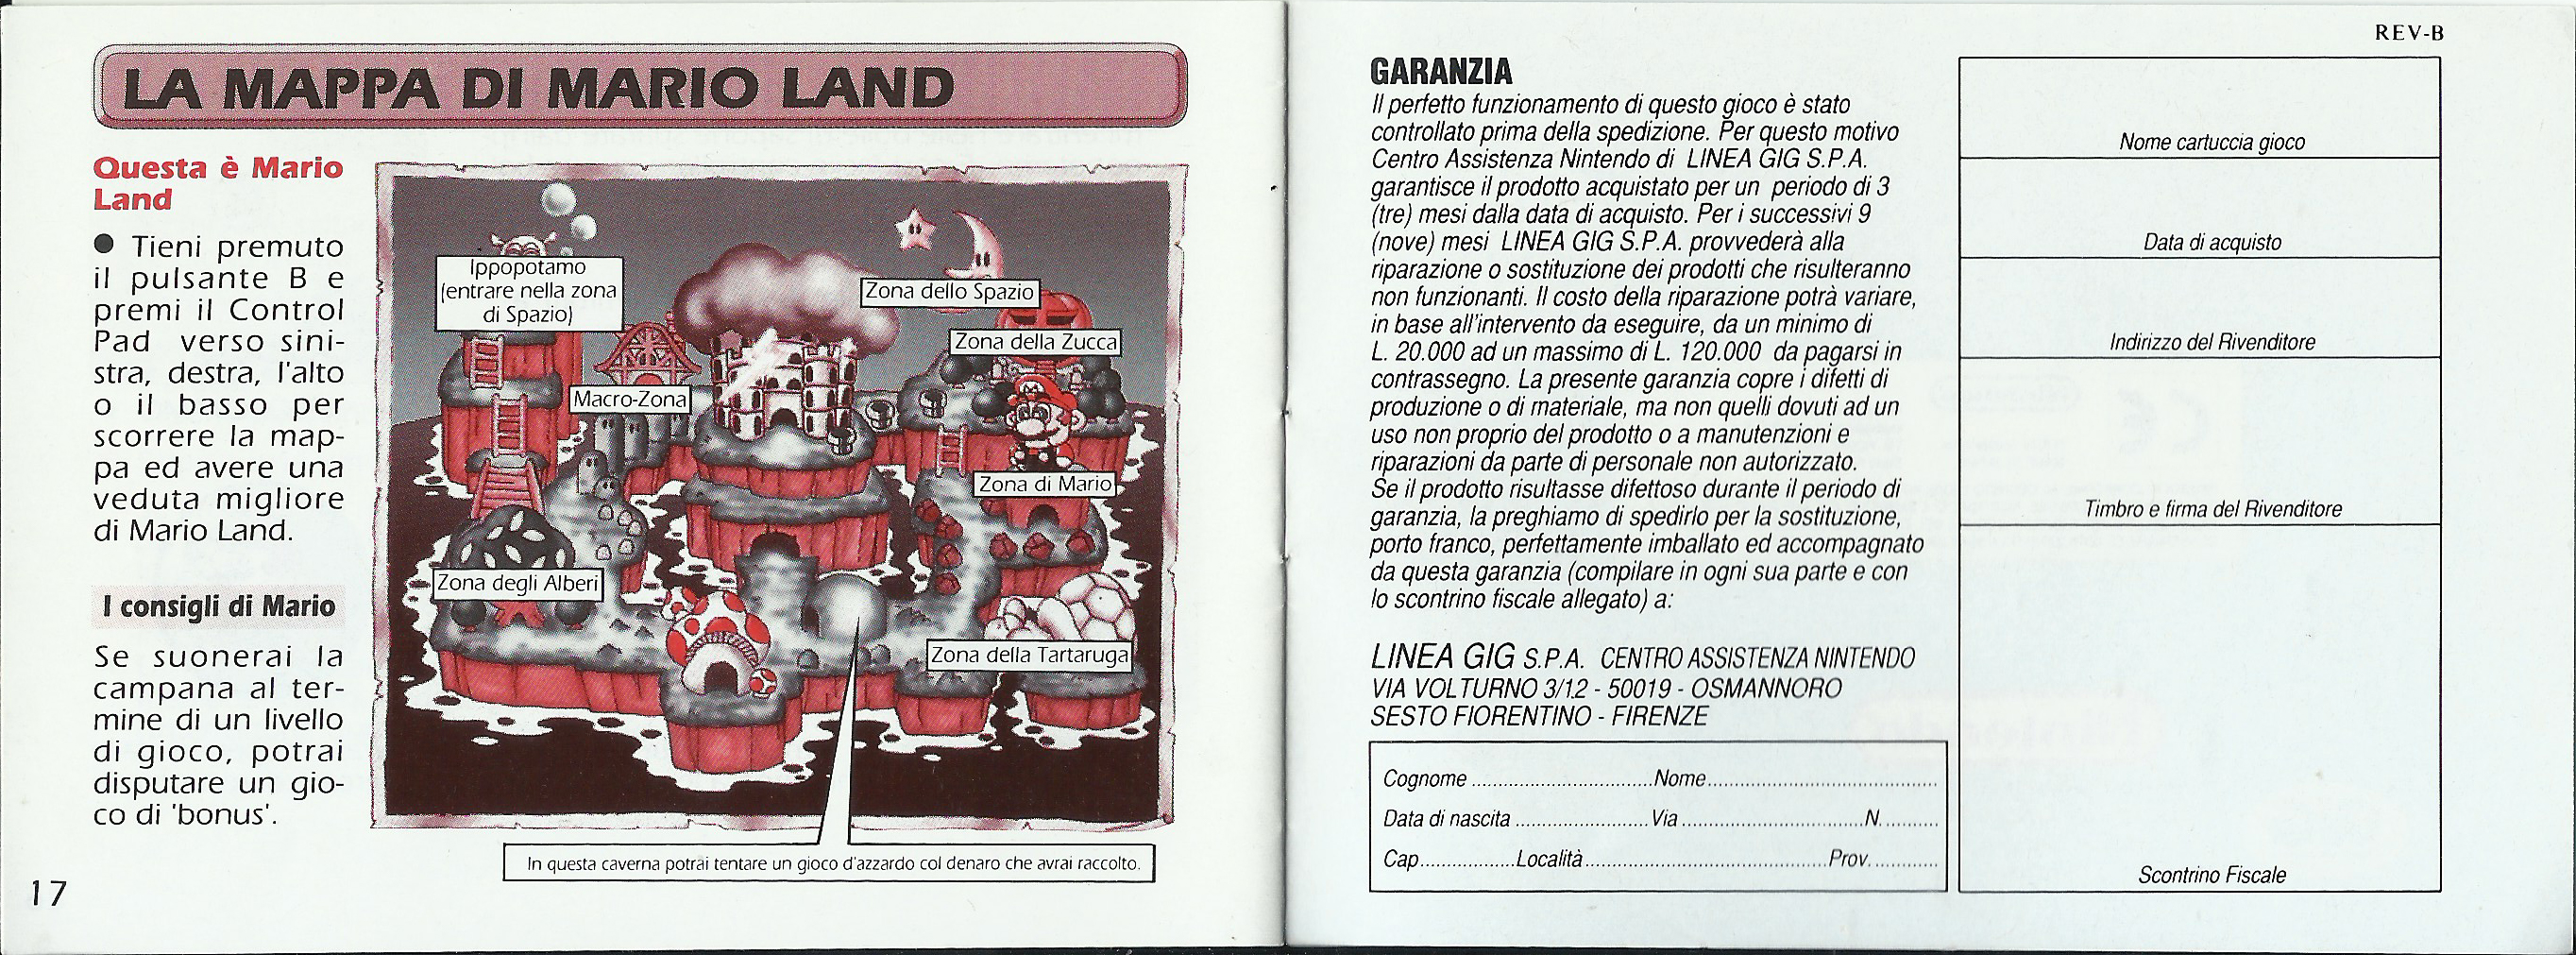 LA MAPPA DI MARIO LAND
Questa è Mario
Land
● Tieni premuto
il pulsante B e
premi il Control
Pad verso sini-
stra, destra, l'alto
o il basso per
scorrere la map-
pa ed avere una
veduta migliore
di Mario Land.
I consigli di Mario
Se suonerai la
campana al ter-
mine di un livello
di gioco, potrai
disputare un gio-
co di 'bonus'.
Ippopotamo
(entrare nella zona
di Spazio)
Zona dello Spazio
Zona della Zucca
Macro-Zona
Zona di Mario
Zona degli Alberi
Zona della Tartaruga
In questa caverna potrai tentare un gioco d'azzardo col denaro che avrai raccolto.
17
REV-B
GARANZIA
Il perfetto funzionamento di questo gioco è stato
controllato prima della spedizione. Per questo motivo
Centro Assistenza Nintendo di LINEA GIG S.P.A.
garantisce il prodotto acquistato per un periodo di 3
(tre) mesi dalla data di acquisto. Per i successivi 9
(nove) mesi LINEA GIG S.P.A. provvederà alla
riparazione o sostituzione dei prodotti che risulteranno
non funzionanti. Il costo della riparazione potrà variare,
in base all'intervento da eseguire, da un minimo di
L. 20.000 ad un massimo di L. 120.000 da pagarsi in
contrassegno. La presente garanzia copre i difetti di
produzione o di materiale, ma non quelli dovuti ad un
uso non proprio del prodotto o a manutenzioni e
riparazioni da parte di personale non autorizzato.
Se il prodotto risultasse difettoso durante il periodo di
garanzia, la preghiamo di spedirlo per la sostituzione,
porto franco, perfettamente imballato ed accompagnato
da questa garanzia (compilare in ogni sua parte e con
lo scontrino fiscale allegato) a:
LINEA GIG S.P.A. CENTRO ASSISTENZA NINTENDO
VIA VOLTURNO 3/12 - 50019 - OSMANNORO
SESTO FIORENTINO - FIRENZE
Cognome ..................................Nome...........................................
Data di nascita .........................Via ..................................N...........
Cap..................Località.............................................Prov.............
Nome cartuccia gioco
Data di acquisto
Indirizzo del Rivenditore
Timbro e firma del Rivenditore
Scontrino Fiscale